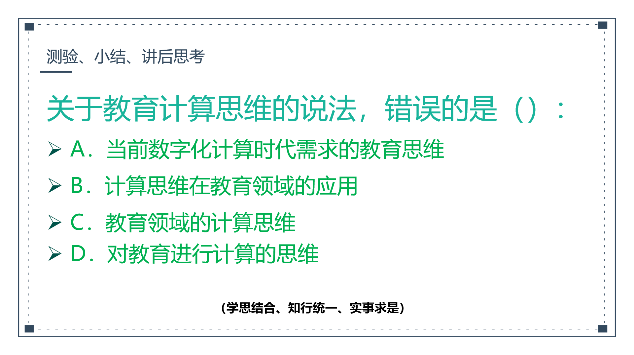 测验、小结、讲后思考
关于教育计算思维的说法，错误的是（）：
➢ A．当前数字化计算时代需求的教育思维
➢ B．计算思维在教育领域的应用
➢ C．教育领域的计算思维
➢ D．对教育进行计算的思维
（学思结合、知行统一、实事求是）